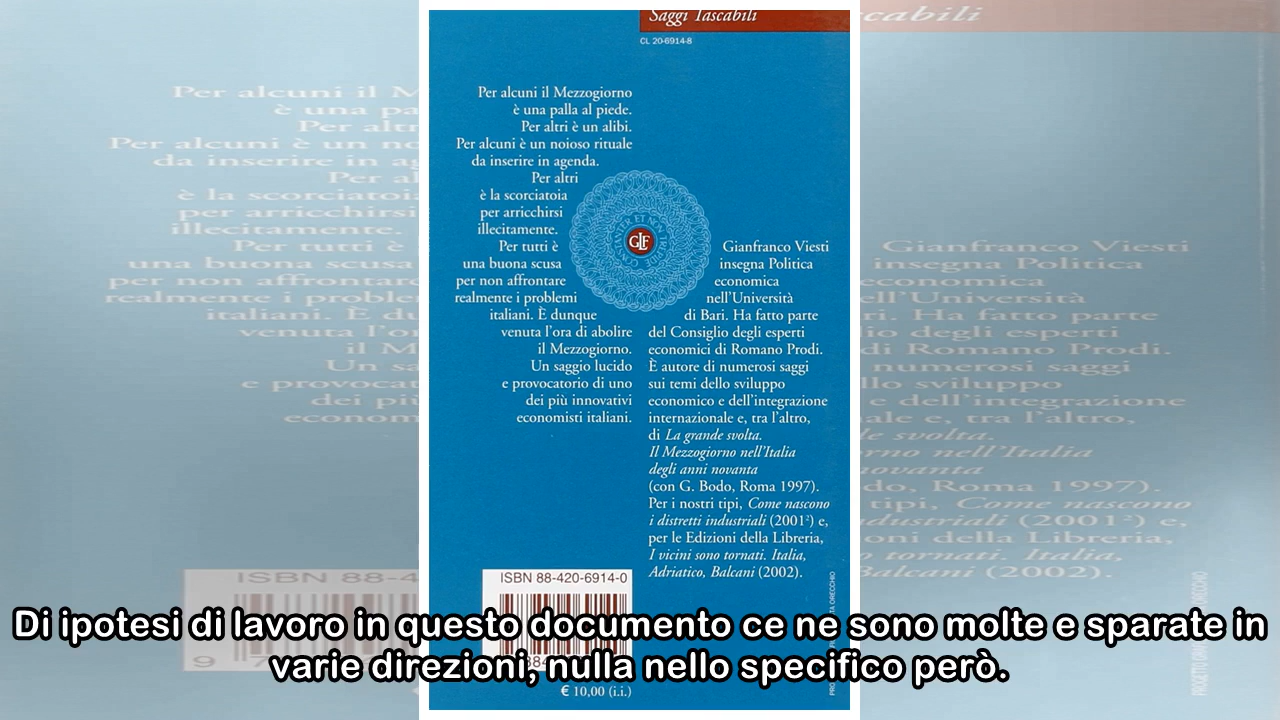 Saggi Tascabili
CL 20-6914-8
Per alcuni il Mezzogiorno
è una palla al piede.
Per altri è un alibi.
Per alcuni è un noioso rituale
da inserire in agenda.
Per altri
è la scorciatoia
per arricchirsi
illecitamente.
Per tutti è
una buona scusa
per non affrontare
realmente i problemi
italiani. È dunque
venuta l'ora di abolire
il Mezzogiorno.
Un saggio lucido
e provocatorio di uno
dei più innovativi
economisti italiani.
GLF
Gianfranco Viesti
insegna Politica
economica
nell'Università
di Bari. Ha fatto parte
del Consiglio degli esperti
economici di Romano Prodi.
È autore di numerosi saggi
sui temi dello sviluppo
economico e dell'integrazione
internazionale e, tra l'altro,
di La grande svolta.
Il Mezzogiorno nell'Italia
degli anni novanta
(con G. Bodo, Roma 1997).
Per i nostri tipi, Come nascono
i distretti industriali (2001²) e,
per le Edizioni della Libreria,
I vicini sono tornati. Italia,
Adriatico, Balcani (2002).
ISBN 88-420-6914-0
€ 10,00 (i.i.)
Di ipotesi di lavoro in questo documento ce ne sono molte e sparate in
varie direzioni, nulla nello specifico però.